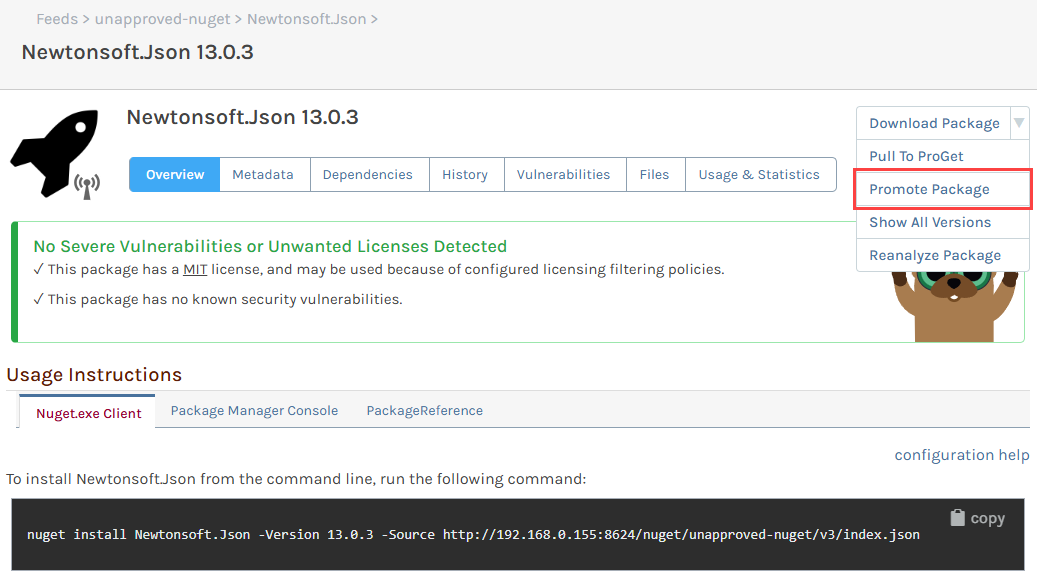 Feeds > unapproved-nuget > Newtonsoft.Json >
Newtonsoft.Json 13.0.3
Newtonsoft.Json 13.0.3
Download Package
Overview Metadata Dependencies History Vulnerabilities Files Usage & Statistics
Pull To ProGet
Promote Package
Show All Versions
Reanalyze Package
No Severe Vulnerabilities or Unwanted Licenses Detected
✓ This package has a MIT license, and may be used because of configured licensing filtering policies.
✓ This package has no known security vulnerabilities.
Usage Instructions
Nuget.exe Client Package Manager Console PackageReference
configuration help
To install Newtonsoft.Json from the command line, run the following command:
copy
nuget install Newtonsoft.Json -Version 13.0.3 -Source http://192.168.0.155:8624/nuget/unapproved-nuget/v3/index.json